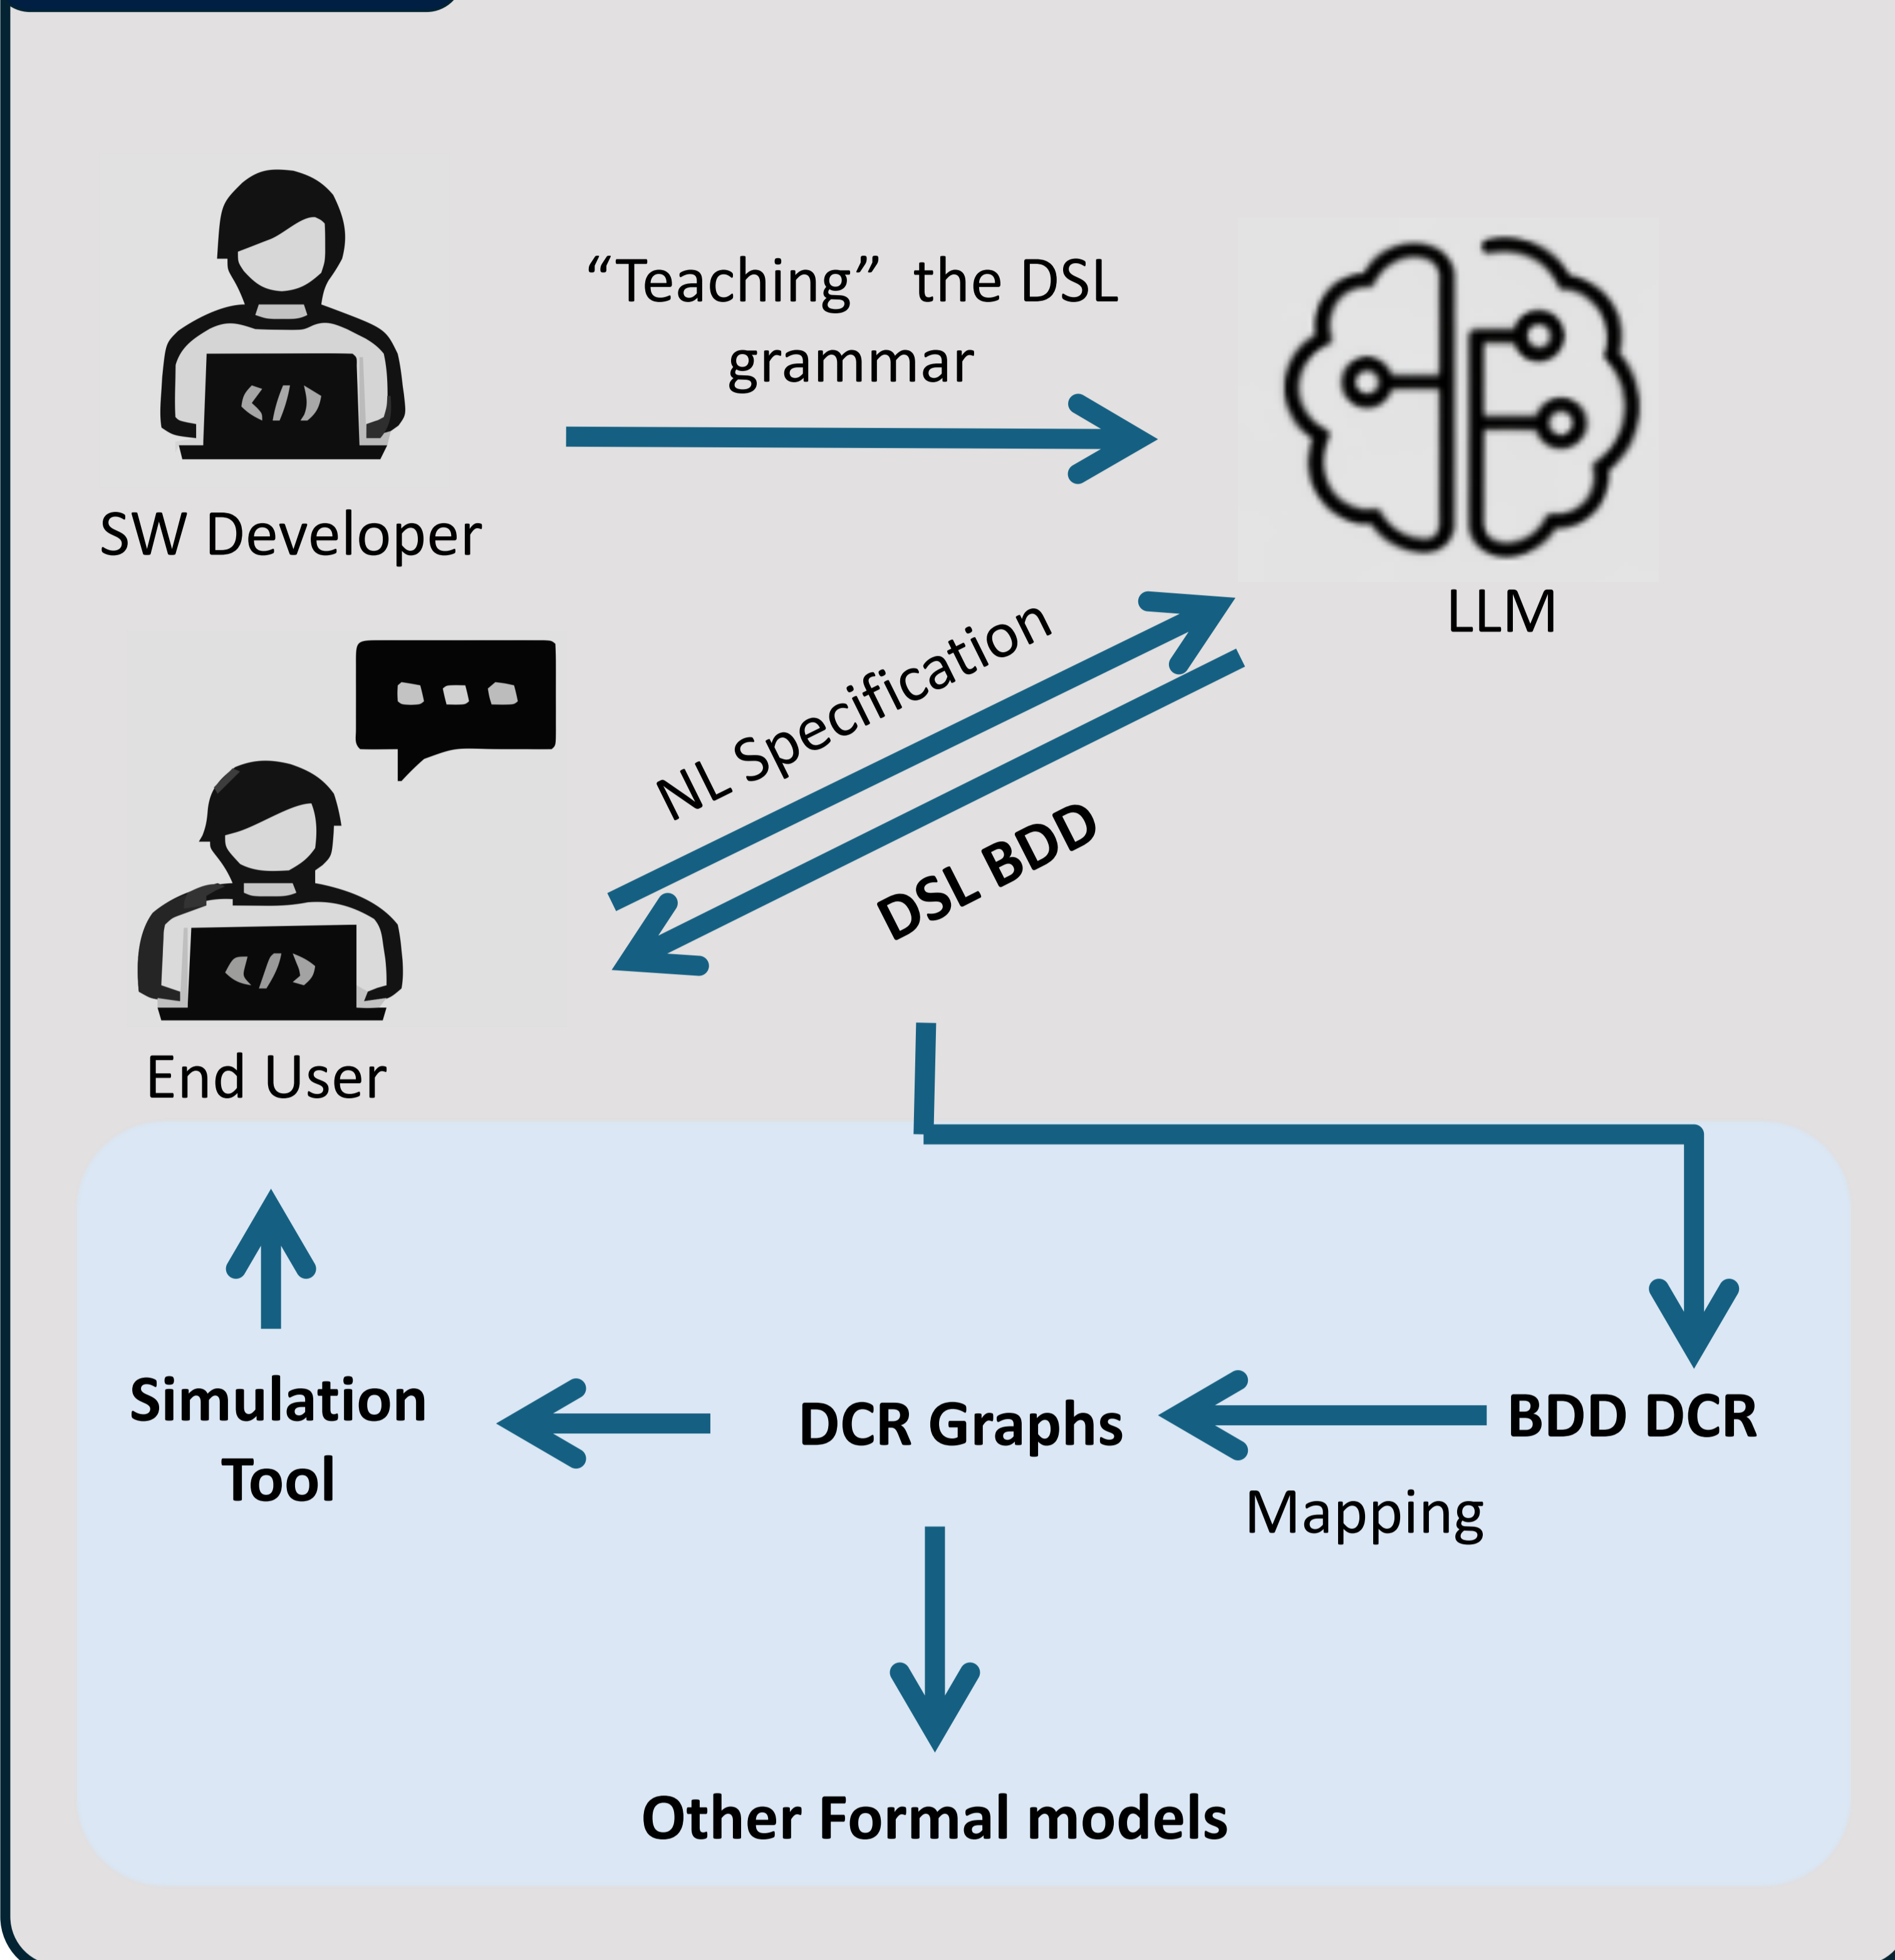 “Teaching”  the DSL
grammar
SW Developer
LLM
NL Specification
DSL BDD
End User
Simulation
Tool
DCR Graphs
BDD DCR
Mapping
Other Formal models